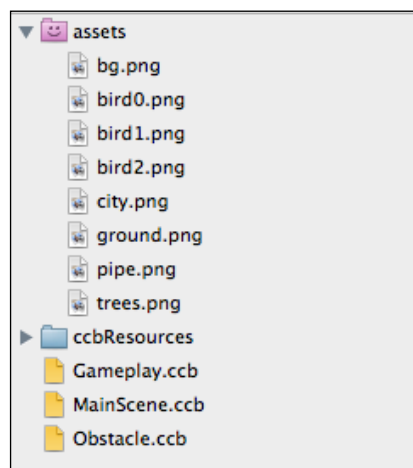 assets
bg.png
bird0.png
bird1.png
bird2.png
city.png
ground.png
pipe.png
trees.png
ccbResources
Gameplay.ccb
MainScene.ccb
Obstacle.ccb